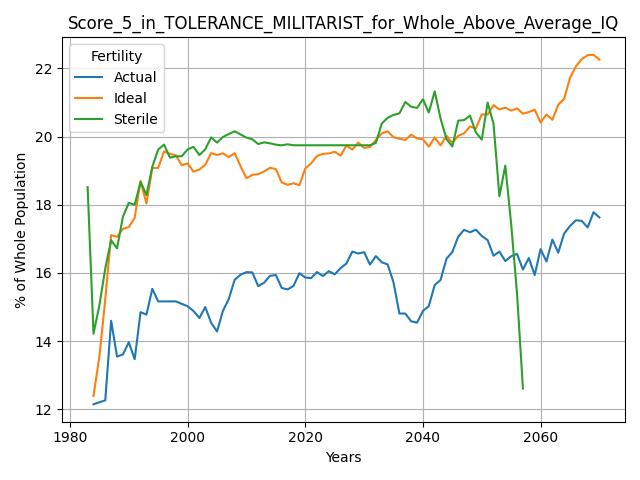 Score_5_in_TOLERANCE_MILITARIST_for_Whole_Above_Average_IQ
Fertility
Actual
Ideal
Sterile
% of Whole Population
22
20
18
16
14
12
1980
2000
2020
2040
2060
Years